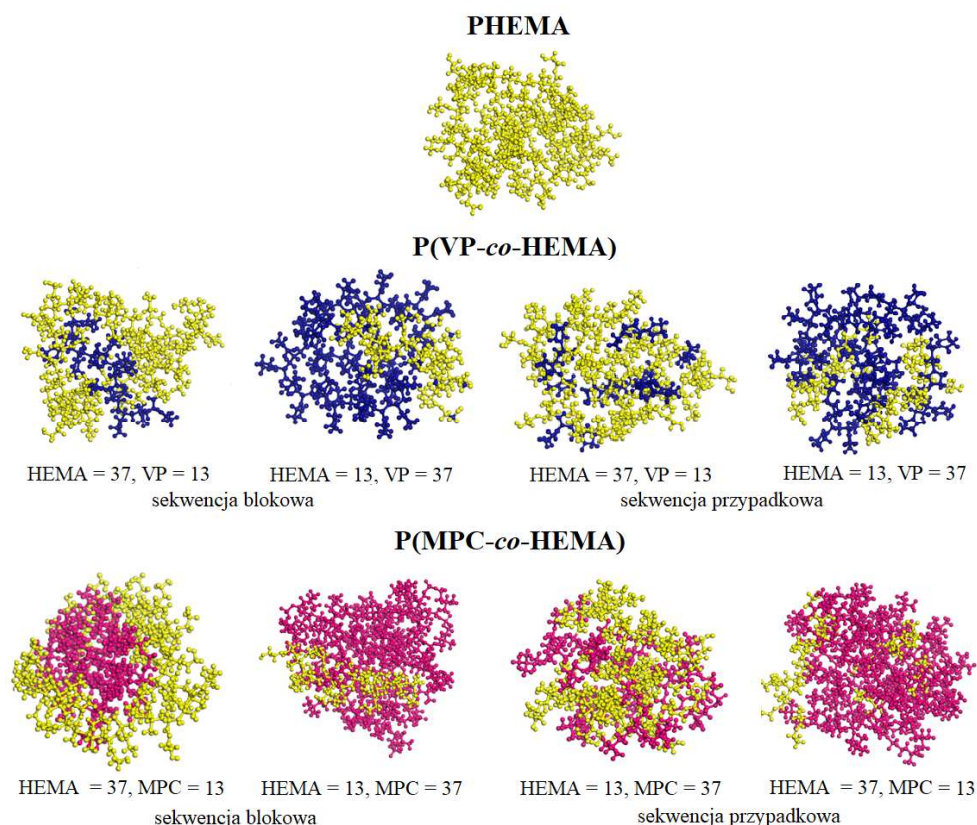 PHEMA
P(VP-co-HEMA)
HEMA = 37, VP = 13
HEMA = 13, VP = 37
HEMA = 37, VP = 13
HEMA = 13, VP = 37
sekwencja blokowa
sekwencja przypadkowa
P(MPC-co-HEMA)
HEMA = 37, MPC = 13
HEMA = 13, MPC = 37
HEMA = 13, MPC = 37
HEMA = 37, MPC = 13
sekwencja blokowa
sekwencja przypadkowa